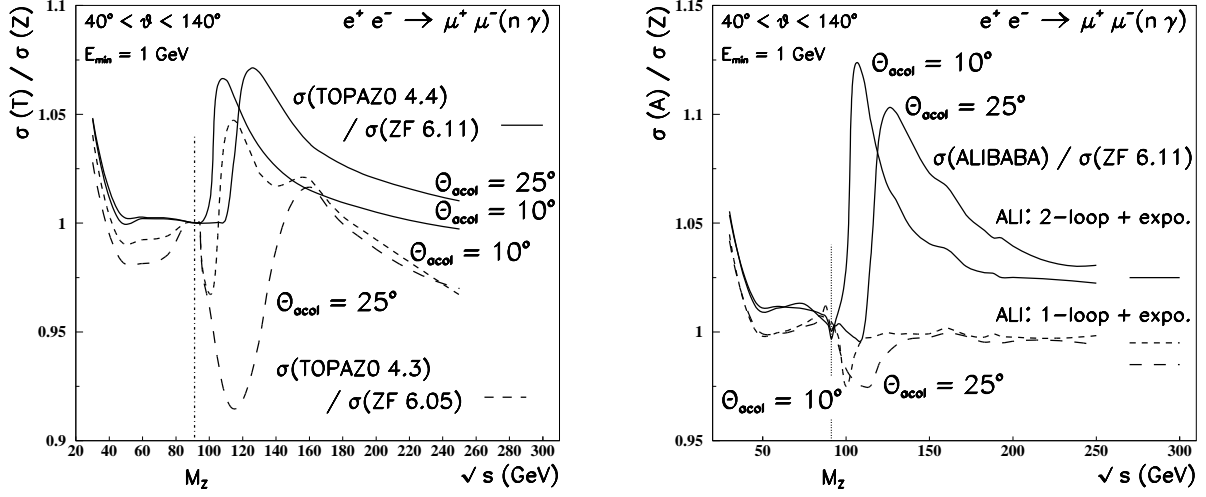 σ (T) / σ (Z)
1.1
1.05
1
0.95
0.9
40° < ϑ < 140°
e⁺ e⁻ → μ⁺ μ⁻(n γ)
E_min = 1 GeV
σ(TOPAZ0 4.4)
/ σ(ZF 6.11)
Θ_acol = 25°
Θ_acol = 10°
Θ_acol = 10°
Θ_acol = 25°
σ(TOPAZ0 4.3)
/ σ(ZF 6.05)
20 40 60 80 100 120 140 160 180 200 220 240 260 280 300
M_Z
√ s (GeV)
σ (A) / σ (Z)
1.15
1.1
1.05
1
0.95
40° < ϑ < 140°
e⁺ e⁻ → μ⁺ μ⁻(n γ)
E_min = 1 GeV
Θ_acol = 10°
Θ_acol = 25°
σ(ALIBABA) / σ(ZF 6.11)
ALI: 2-loop + expo.
ALI: 1-loop + expo.
Θ_acol = 25°
Θ_acol = 10°
50 100 150 200 250 300
M_Z
√ s (GeV)